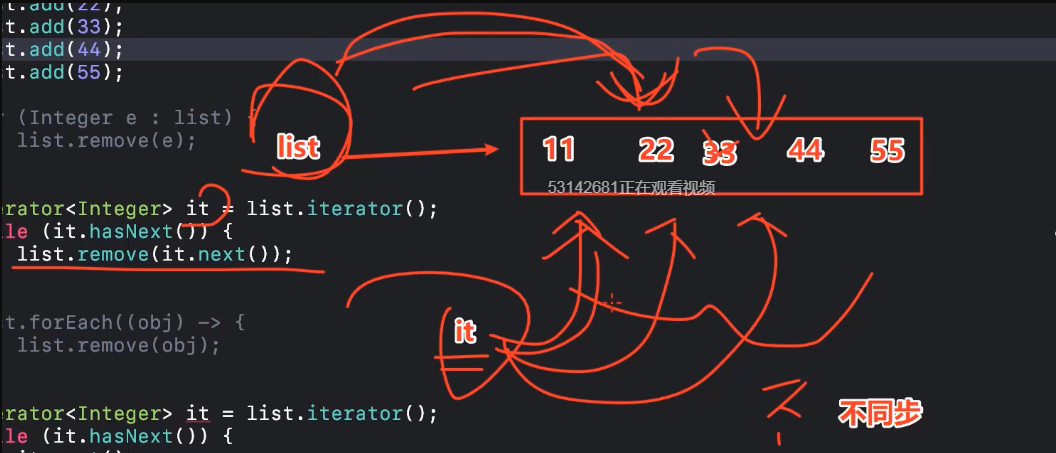 t.add(22);
t.add(33);
t.add(44);
t.add(55);
r (Integer e : list) {
list.remove(e);
list
11 22 33 44 55
53142681正在观看视频
erator<Integer> it = list.iterator();
le (it.hasNext()) {
list.remove(it.next());
it
t.forEach((obj) -> {
list.remove(obj);
erator<Integer> it = list.iterator();
le (it.hasNext()) {
不同步